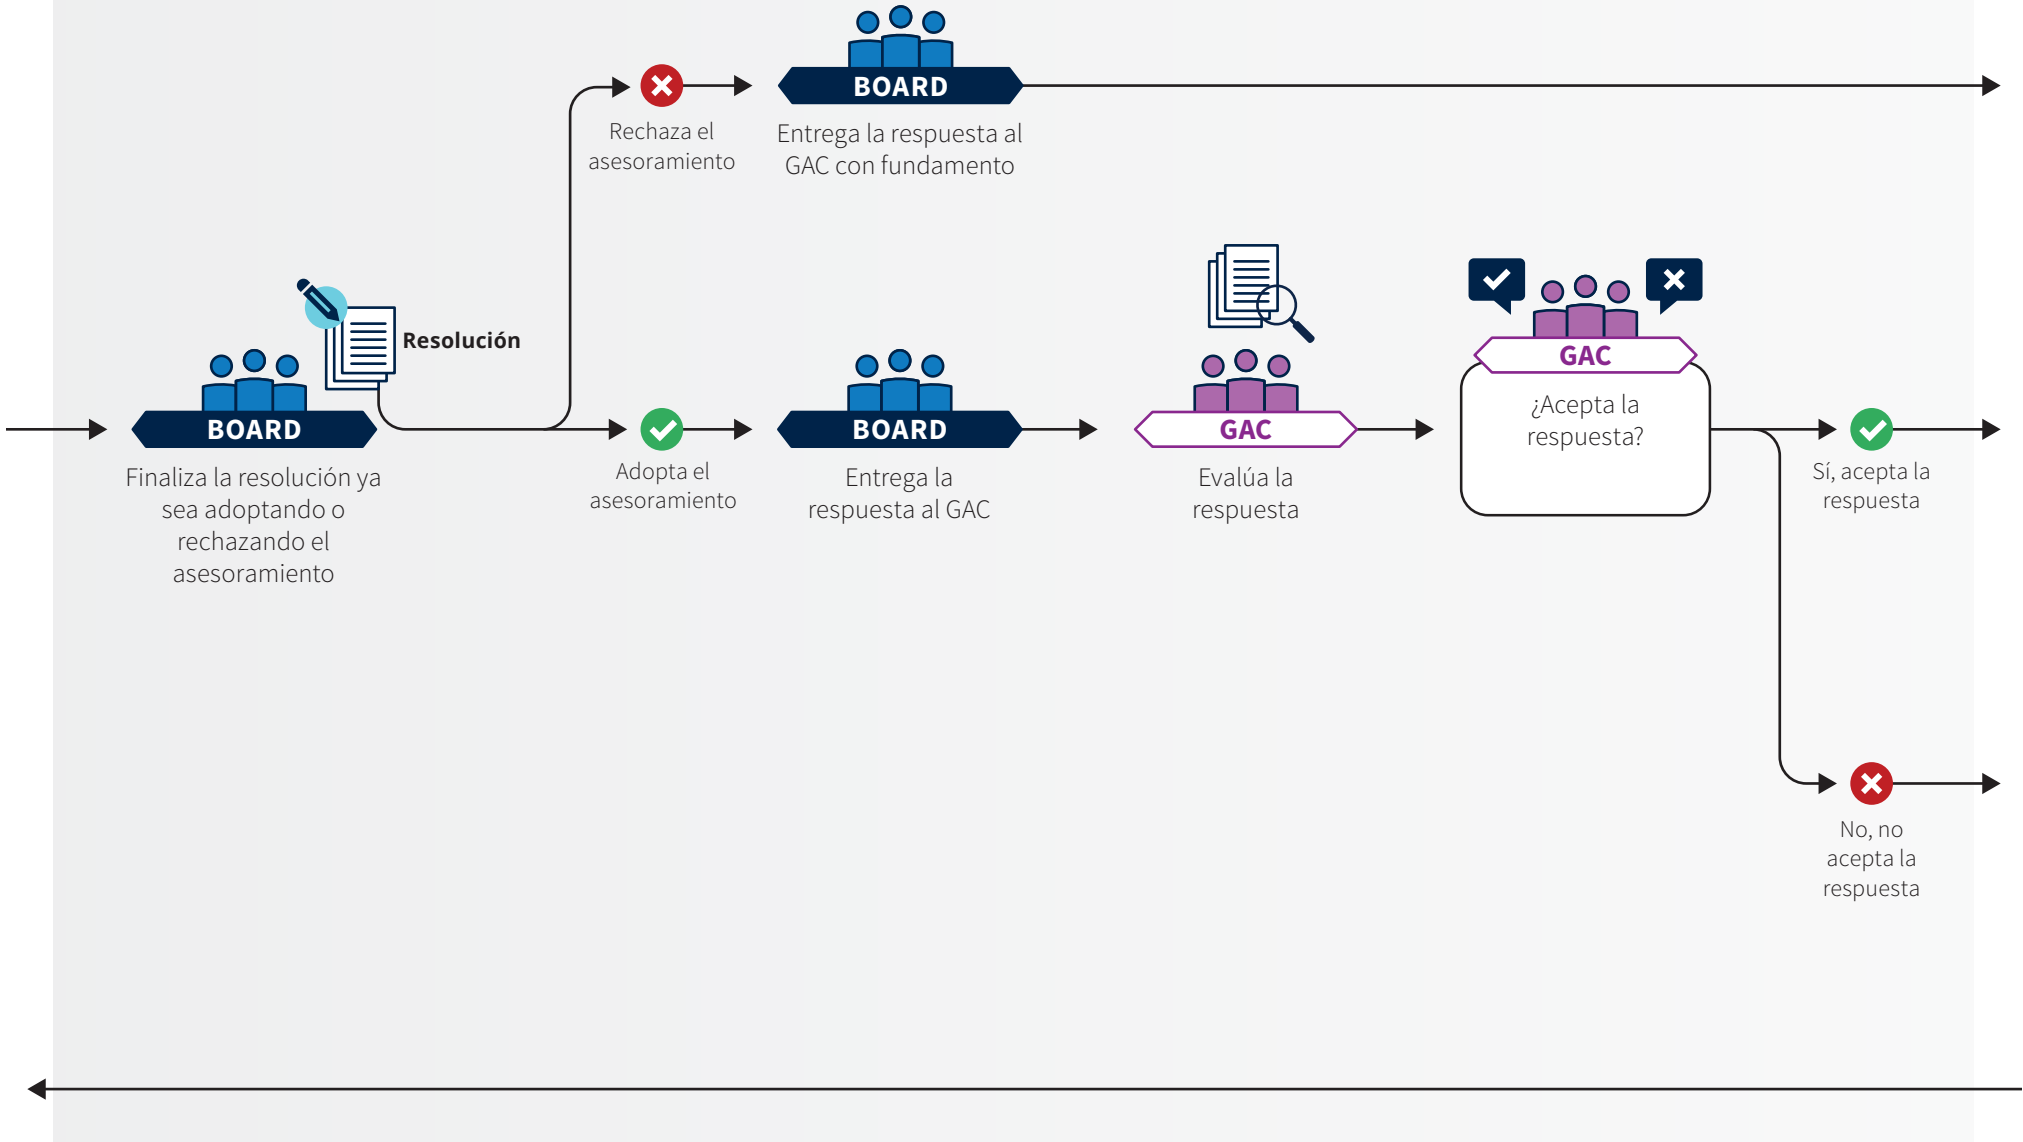 BOARD
Rechaza el
asesoramiento
Entrega la respuesta al
GAC con fundamento
Resolución
BOARD
Finaliza la resolución ya
sea adoptando o
rechazando el
asesoramiento
Adopta el
asesoramiento
BOARD
Entrega la
respuesta al GAC
GAC
Evalúa la
respuesta
GAC
¿Acepta la
respuesta?
Sí, acepta la
respuesta
No, no
acepta la
respuesta